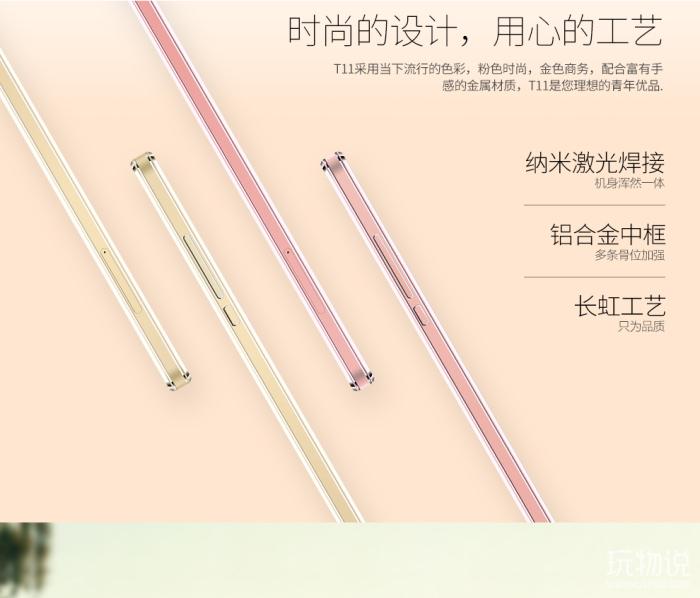 时尚的设计，用心的工艺
T11采用当下流行的色彩，粉色时尚，金色商务，配合富有手
感的金属材质，T11是您理想的青年优品.
纳米激光焊接
机身浑然一体
铝合金中框
多条骨位加强
长虹工艺
只为品质
玩物说